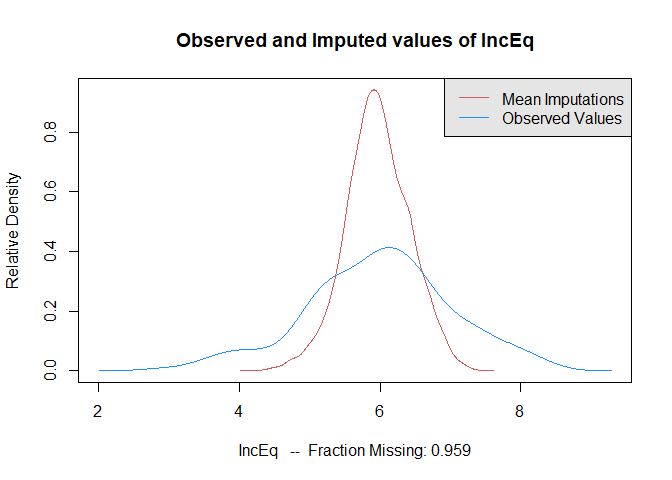 Observed and Imputed values of IncEq
Mean Imputations
Observed Values
Relative Density
0.8
0.6
0.4
0.2
0.0
2 4 6 8
IncEq -- Fraction Missing: 0.959